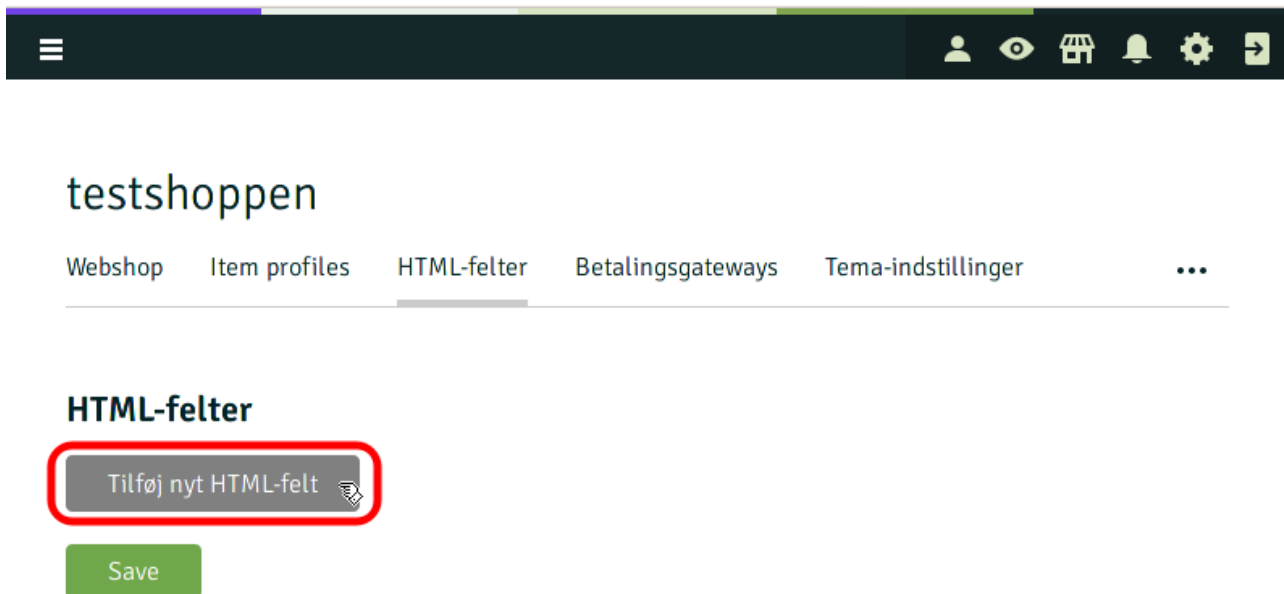 testshoppen
Webshop Item profiles HTML-felter Betalingsgateways Tema-indstillinger •••
HTML-felter
Tilføj nyt HTML-felt
Save